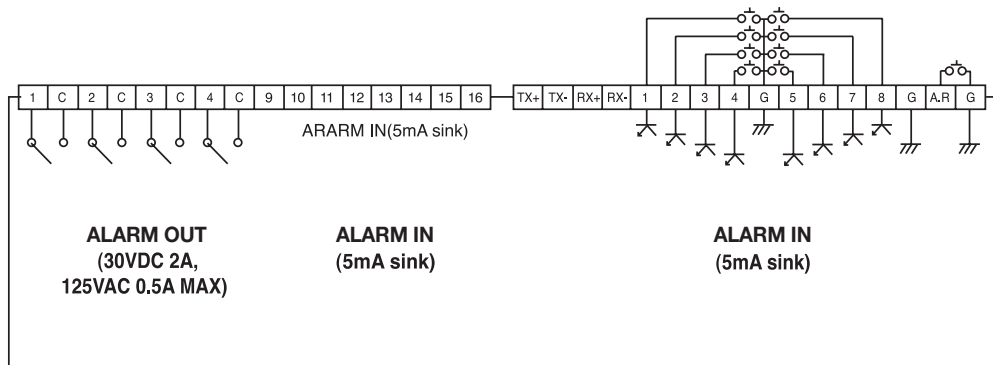 1 C 2 C 3 C 4 C 9 10 11 12 13 14 15 16 TX+ TX- RX+ RX- 1 2 3 4 G 5 6 7 8 G A.R G
ARARM IN(5mA sink)
ALARM OUT
(30VDC 2A,
125VAC 0.5A MAX)
ALARM IN
(5mA sink)
ALARM IN
(5mA sink)